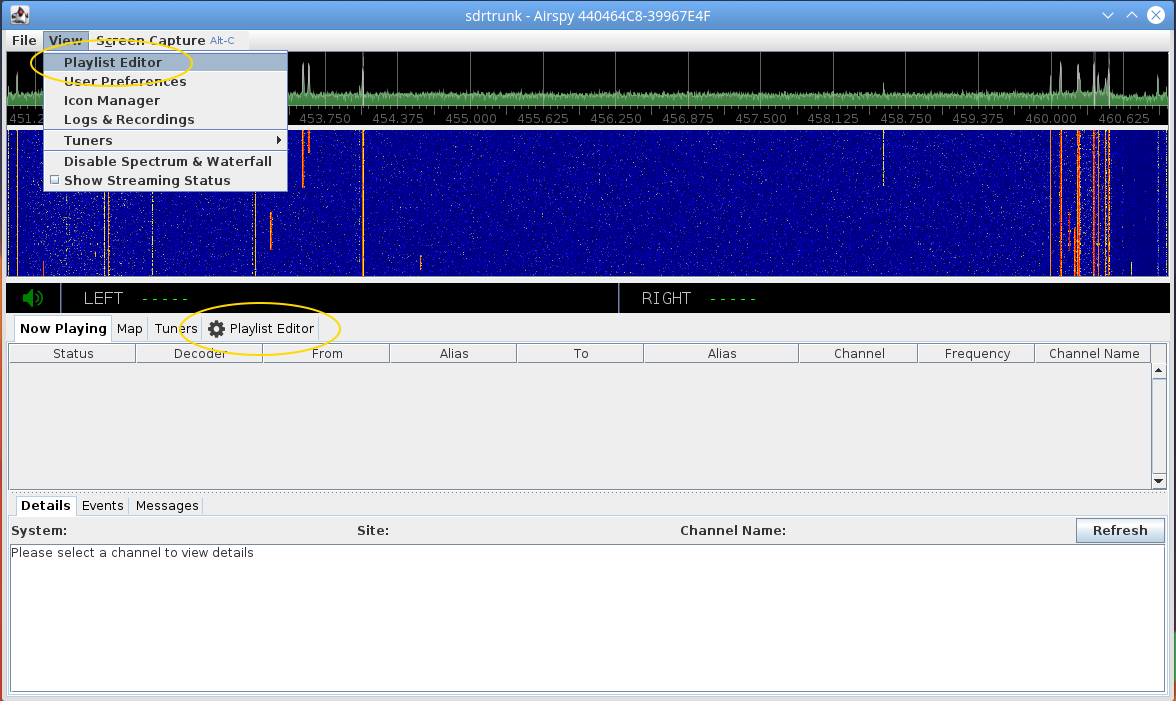 sdrtrunk - Airspy 440464C8-39967E4F
File View Screen Capture Alt-C
Playlist Editor
User Preferences
Icon Manager
Logs & Recordings
Tuners
Disable Spectrum & Waterfall
Show Streaming Status
451.2 453.750 454.375 455.000 455.625 456.250 456.875 457.500 458.125 458.750 459.375 460.000 460.625
LEFT ----- RIGHT -----
Now Playing Map Tuners Playlist Editor
Status Decoder From Alias To Alias Channel Frequency Channel Name
Details Events Messages
System: Site: Channel Name: Refresh
Please select a channel to view details